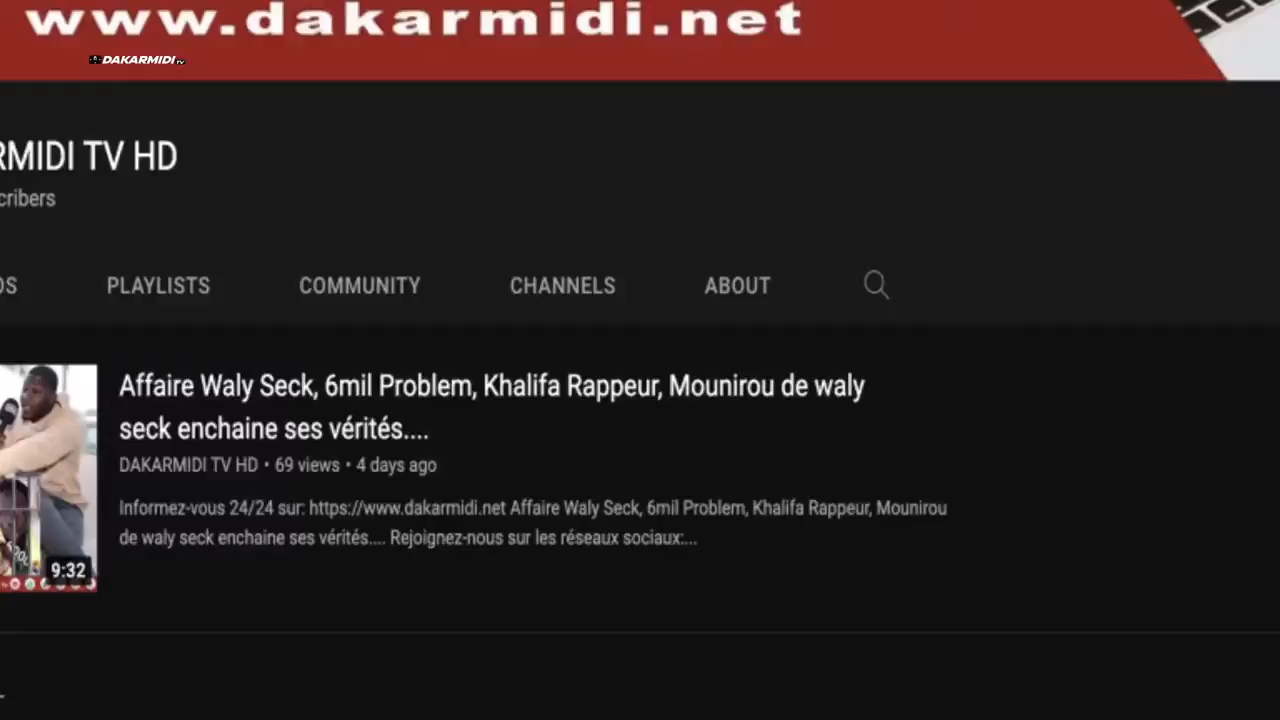 www.dakarmidi.net
DAKARMIDI TV
RMIDI TV HD
cribers
OS
PLAYLISTS
COMMUNITY
CHANNELS
ABOUT
Affaire Waly Seck, 6mil Problem, Khalifa Rappeur, Mounirou de waly
seck enchaine ses vérités....
DAKARMIDI TV HD • 69 views • 4 days ago
Informez-vous 24/24 sur: https://www.dakarmidi.net Affaire Waly Seck, 6mil Problem, Khalifa Rappeur, Mounirou
de waly seck enchaine ses vérités.... Rejoignez-nous sur les réseaux sociaux:...
9:32